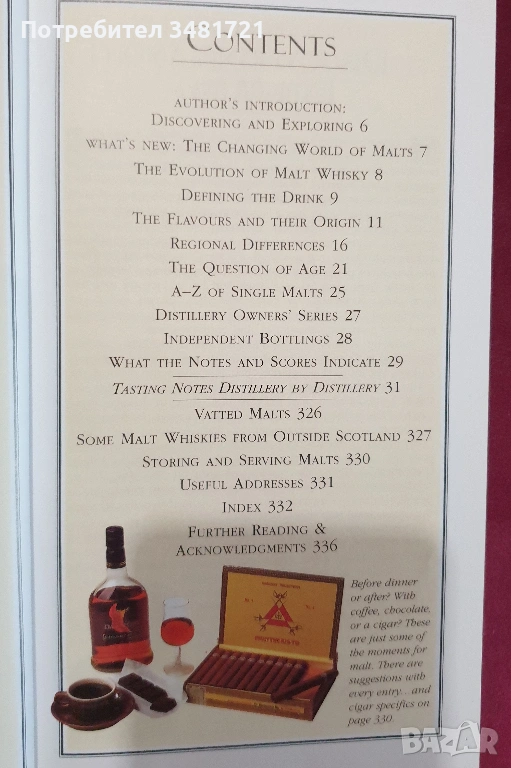 Потребител 3481721
CONTENTS
AUTHOR'S INTRODUCTION:
DISCOVERING AND EXPLORING 6
WHAT'S NEW: THE CHANGING WORLD OF MALTS 7
THE EVOLUTION OF MALT WHISKY 8
DEFINING THE DRINK 9
THE FLAVOURS AND THEIR ORIGIN 11
REGIONAL DIFFERENCES 16
THE QUESTION OF AGE 21
A–Z OF SINGLE MALTS 25
DISTILLERY OWNERS' SERIES 27
INDEPENDENT BOTTLINGS 28
WHAT THE NOTES AND SCORES INDICATE 29
TASTING NOTES DISTILLERY BY DISTILLERY 31
VATTED MALTS 326
SOME MALT WHISKIES FROM OUTSIDE SCOTLAND 327
STORING AND SERVING MALTS 330
USEFUL ADDRESSES 331
INDEX 332
FURTHER READING &
ACKNOWLEDGMENTS 336
Before dinner
or after? With
coffee, chocolate,
or a cigar? These
are just some of
the moments for
malt. There are
suggestions with
every entry... and
cigar specifics on
page 330.
BAZAR